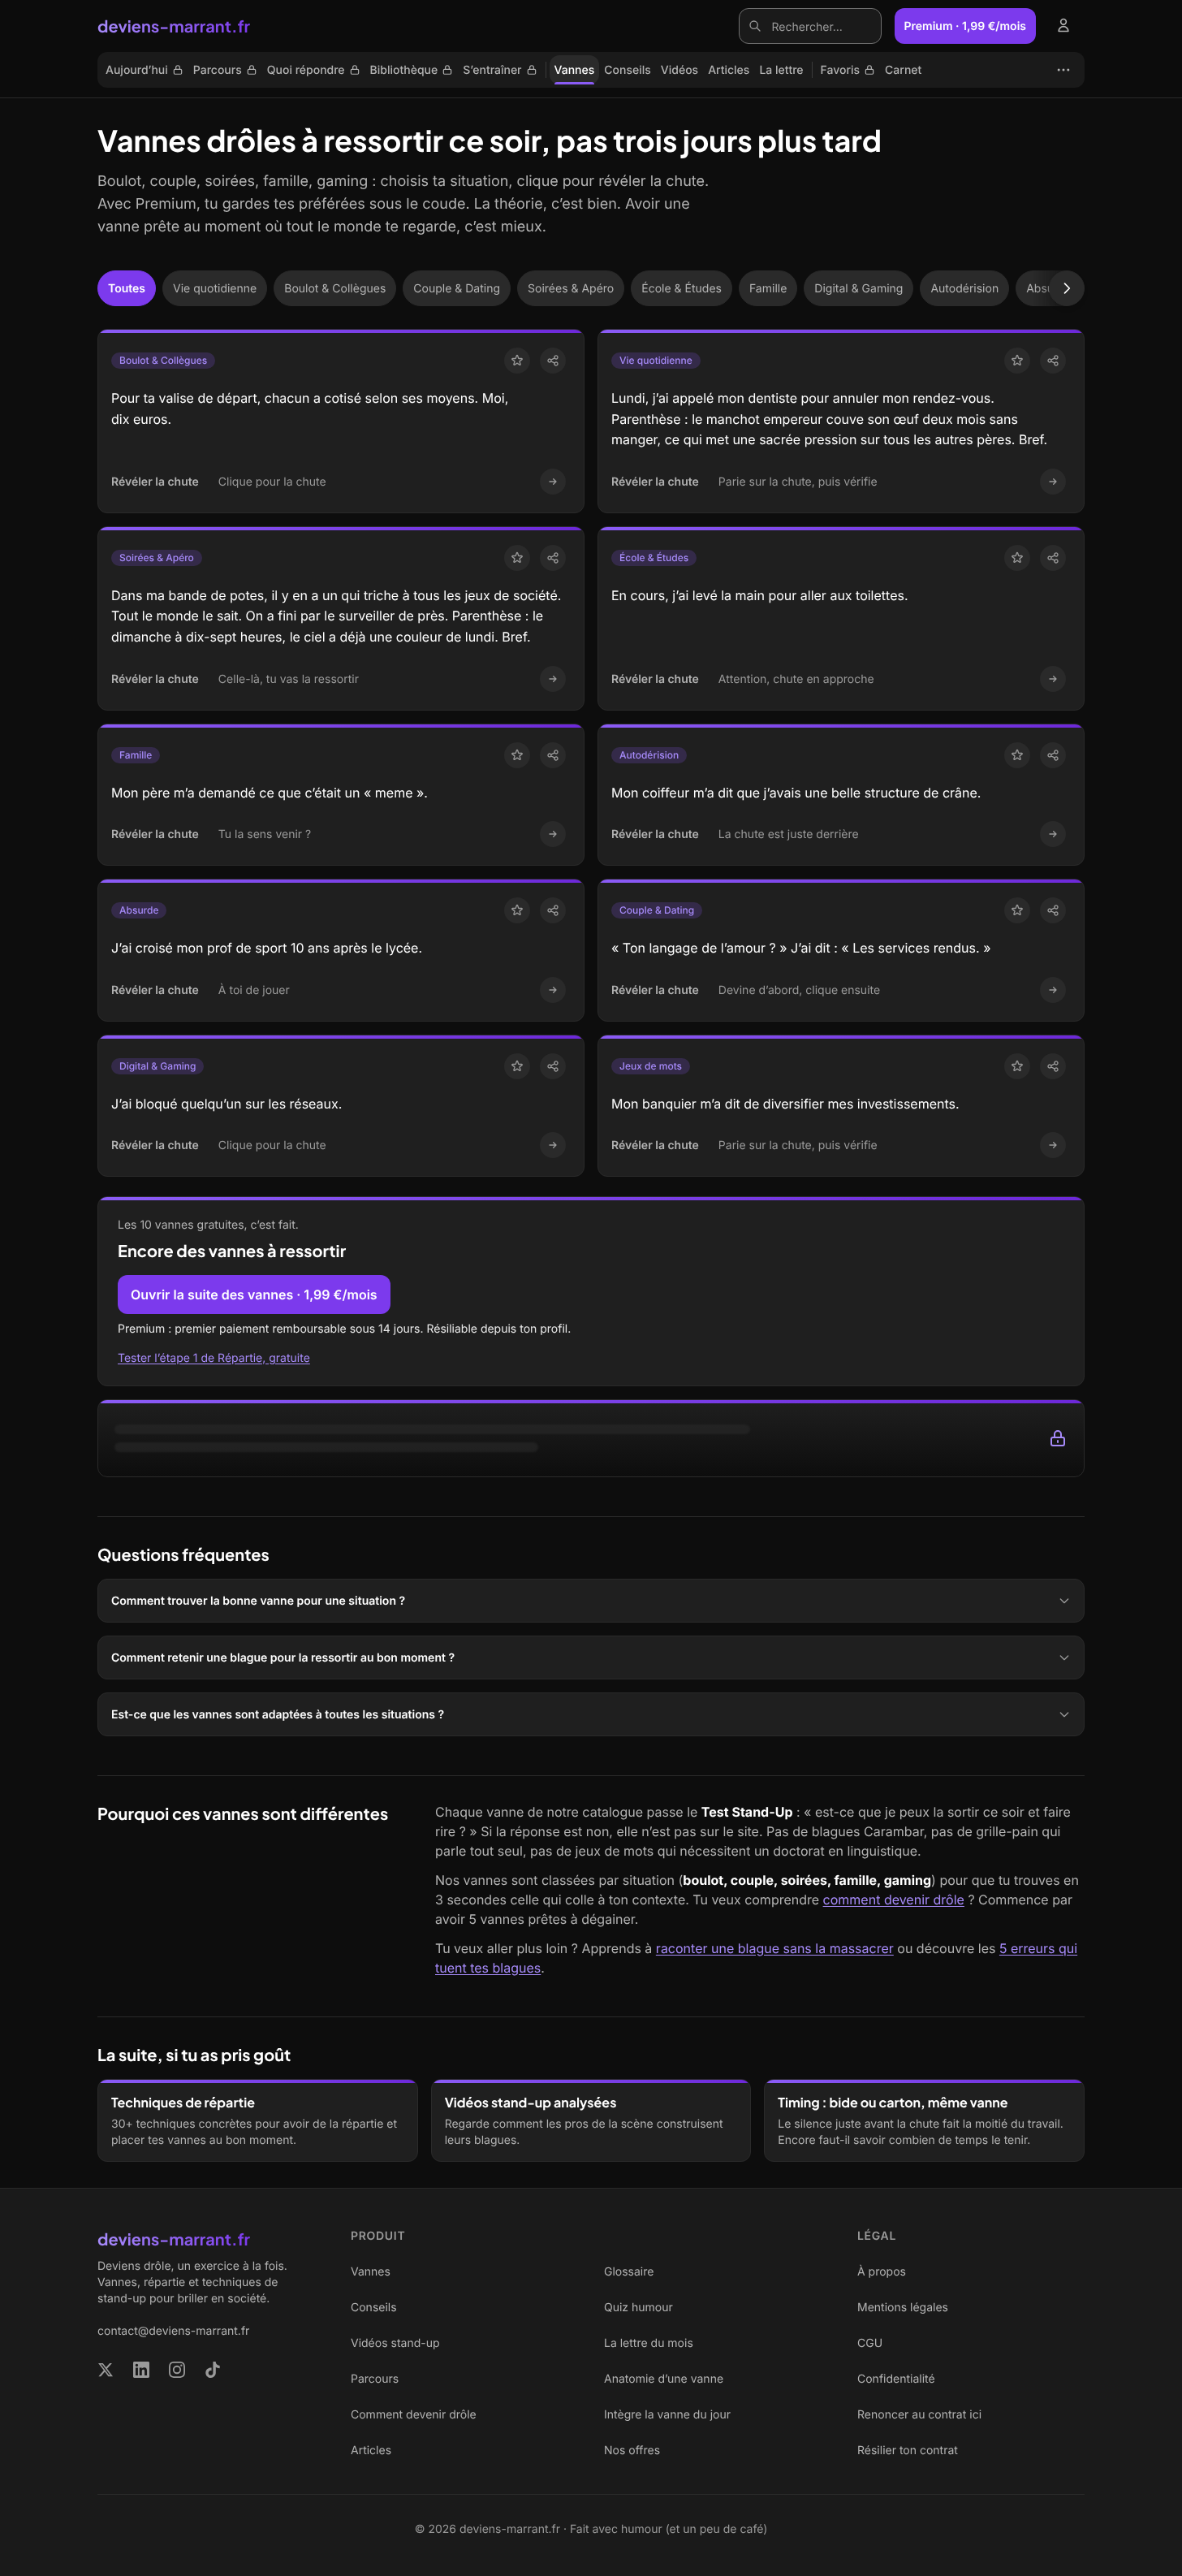 deviens-marrant.fr
Rechercher...
Premium · 1,99 €/mois
Aujourd’hui
Parcours
Quoi répondre
Bibliothèque
S’entraîner
Vannes
Conseils
Vidéos
Articles
La lettre
Favoris
Carnet
Vannes drôles à ressortir ce soir, pas trois jours plus tard
Boulot, couple, soirées, famille, gaming : choisis ta situation, clique pour révéler la chute.
Avec Premium, tu gardes tes préférées sous le coude. La théorie, c’est bien. Avoir une
vanne prête au moment où tout le monde te regarde, c’est mieux.
Toutes
Vie quotidienne
Boulot & Collègues
Couple & Dating
Soirées & Apéro
École & Études
Famille
Digital & Gaming
Autodérision
Boulot & Collègues
Pour ta valise de départ, chacun a cotisé selon ses moyens. Moi,
dix euros.
Révéler la chute
Clique pour la chute
Vie quotidienne
Lundi, j’ai appelé mon dentiste pour annuler mon rendez-vous.
Parenthèse : le manchot empereur couve son œuf deux mois sans
manger, ce qui met une sacrée pression sur tous les autres pères. Bref.
Révéler la chute
Parie sur la chute, puis vérifie
Soirées & Apéro
Dans ma bande de potes, il y en a un qui triche à tous les jeux de société.
Tout le monde le sait. On a fini par le surveiller de près. Parenthèse : le
dimanche à dix-sept heures, le ciel a déjà une couleur de lundi. Bref.
Révéler la chute
Celle-là, tu vas la ressortir
École & Études
En cours, j’ai levé la main pour aller aux toilettes.
Révéler la chute
Attention, chute en approche
Famille
Mon père m’a demandé ce que c’était un « meme ».
Révéler la chute
Tu la sens venir ?
Autodérision
Mon coiffeur m’a dit que j’avais une belle structure de crâne.
Révéler la chute
La chute est juste derrière
Absurde
J’ai croisé mon prof de sport 10 ans après le lycée.
Révéler la chute
À toi de jouer
Couple & Dating
« Ton langage de l’amour ? » J’ai dit : « Les services rendus. »
Révéler la chute
Devine d’abord, clique ensuite
Digital & Gaming
J’ai bloqué quelqu’un sur les réseaux.
Révéler la chute
Clique pour la chute
Jeux de mots
Mon banquier m’a dit de diversifier mes investissements.
Révéler la chute
Parie sur la chute, puis vérifie
Les 10 vannes gratuites, c’est fait.
Encore des vannes à ressortir
Ouvrir la suite des vannes · 1,99 €/mois
Premium : premier paiement remboursable sous 14 jours. Résiliable depuis ton profil.
Tester l’étape 1 de Répartie, gratuite
Questions fréquentes
Comment trouver la bonne vanne pour une situation ?
Comment retenir une blague pour la ressortir au bon moment ?
Est-ce que les vannes sont adaptées à toutes les situations ?
Pourquoi ces vannes sont différentes
Chaque vanne de notre catalogue passe le Test Stand-Up : « est-ce que je peux la sortir ce soir et faire
rire ? » Si la réponse est non, elle n’est pas sur le site. Pas de blagues Carambar, pas de grille-pain qui
parle tout seul, pas de jeux de mots qui nécessitent un doctorat en linguistique.
Nos vannes sont classées par situation (boulot, couple, soirées, famille, gaming) pour que tu trouves en
3 secondes celle qui colle à ton contexte. Tu veux comprendre comment devenir drôle ? Commence par
avoir 5 vannes prêtes à dégainer.
Tu veux aller plus loin ? Apprends à raconter une blague sans la massacrer ou découvre les 5 erreurs qui
tuent tes blagues.
La suite, si tu as pris goût
Techniques de répartie
30+ techniques concrètes pour avoir de la répartie et
placer tes vannes au bon moment.
Vidéos stand-up analysées
Regarde comment les pros de la scène construisent
leurs blagues.
Timing : bide ou carton, même vanne
Le silence juste avant la chute fait la moitié du travail.
Encore faut-il savoir combien de temps le tenir.
deviens-marrant.fr
Deviens drôle, un exercice à la fois.
Vannes, répartie et techniques de
stand-up pour briller en société.
contact@deviens-marrant.fr
PRODUIT
Vannes
Conseils
Vidéos stand-up
Parcours
Comment devenir drôle
Articles
Glossaire
Quiz humour
La lettre du mois
Anatomie d’une vanne
Intègre la vanne du jour
Nos offres
LÉGAL
À propos
Mentions légales
CGU
Confidentialité
Renoncer au contrat ici
Résilier ton contrat
© 2026 deviens-marrant.fr · Fait avec humour (et un peu de café)